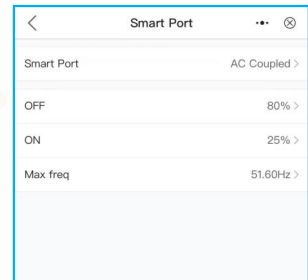 Smart Port
Smart Port AC Coupled >
OFF 80% >
ON 25% >
Max freq 51.60Hz >